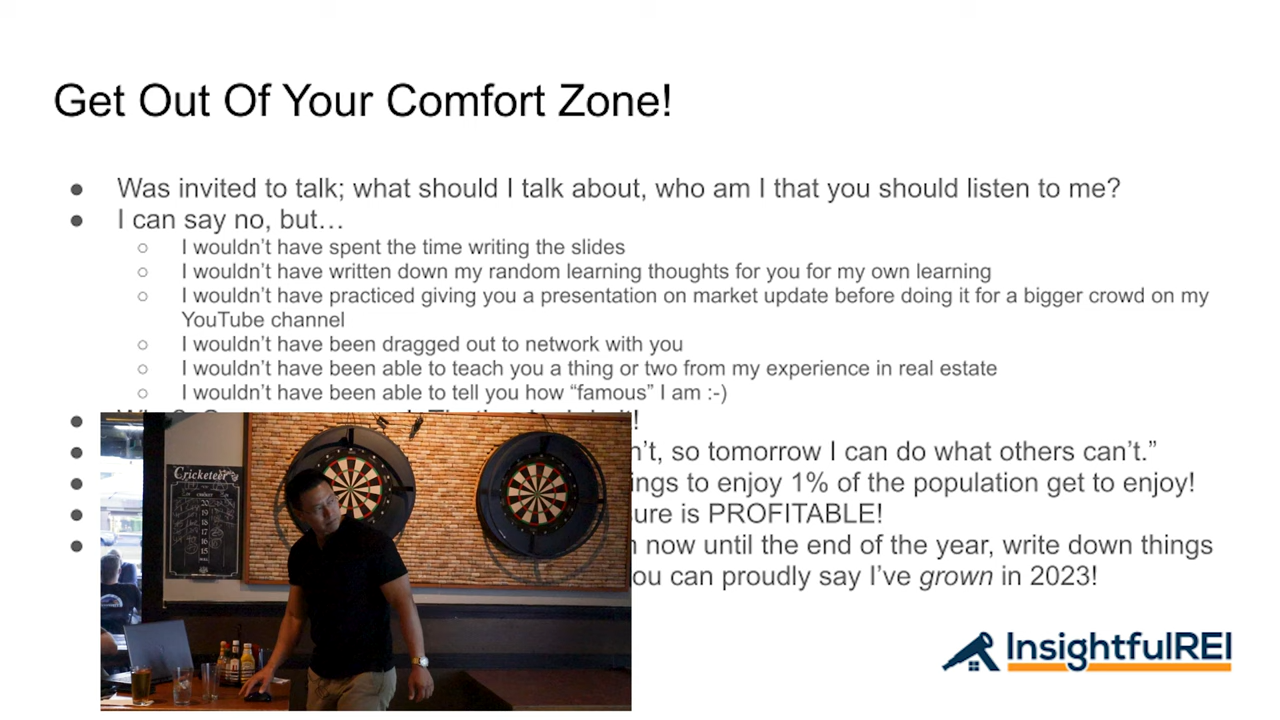 Get Out Of Your Comfort Zone!
● Was invited to talk; what should I talk about, who am I that you should listen to me?
● I can say no, but…
○ I wouldn’t have spent the time writing the slides
○ I wouldn’t have written down my random learning thoughts for you for my own learning
○ I wouldn’t have practiced giving you a presentation on market update before doing it for a bigger crowd on my
YouTube channel
○ I wouldn’t have been dragged out to network with you
○ I wouldn’t have been able to teach you a thing or two from my experience in real estate
○ I wouldn’t have been able to tell you how “famous” I am :-)
● !
● n’t, so tomorrow I can do what others can’t.”
● ings to enjoy 1% of the population get to enjoy!
● sure is PROFITABLE!
● now until the end of the year, write down things
ou can proudly say I’ve grown in 2023!
Cricketeer
20
19
18
17
16
15
InsightfulREI